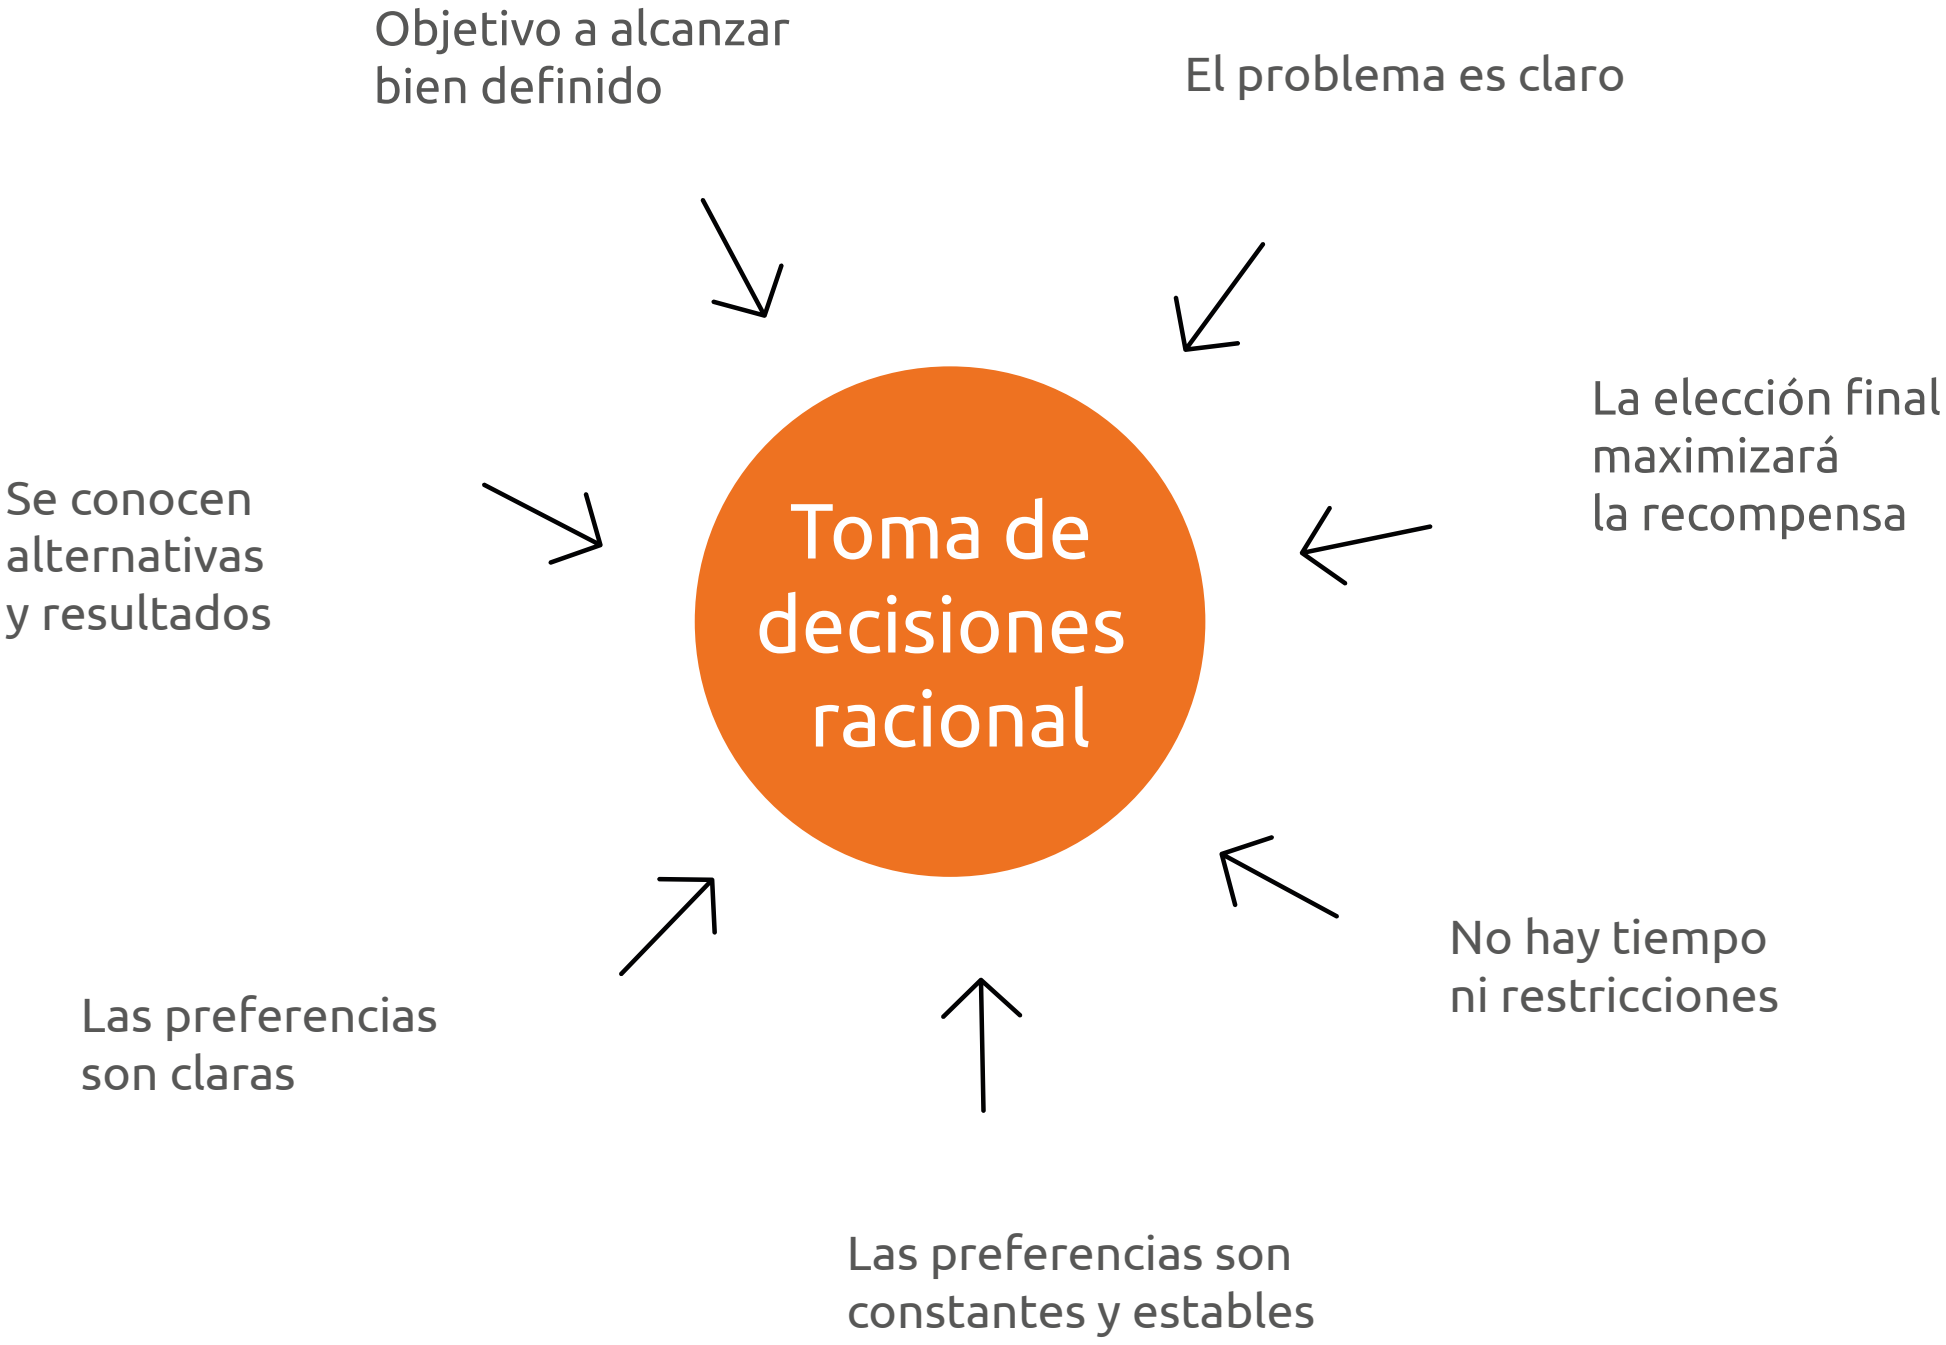 Objetivo a alcanzar
bien definido
El problema es claro
La elección final
maximizará
la recompensa
Se conocen
alternativas
y resultados
Toma de
decisiones
racional
No hay tiempo
ni restricciones
Las preferencias
son claras
Las preferencias son
constantes y estables